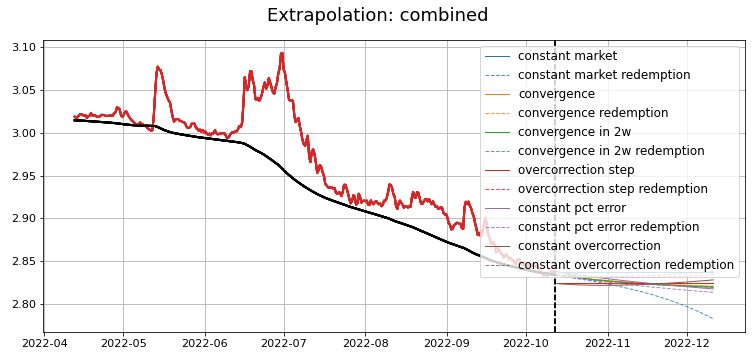 Extrapolation: combined
3.10
3.05
3.00
2.95
2.90
2.85
2.80
constant market
constant market redemption
convergence
convergence redemption
convergence in 2w
convergence in 2w redemption
overcorrection step
overcorrection step redemption
constant pct error
constant pct error redemption
constant overcorrection
constant overcorrection redemption
2022-04
2022-05
2022-06
2022-07
2022-08
2022-09
2022-10
2022-11
2022-12